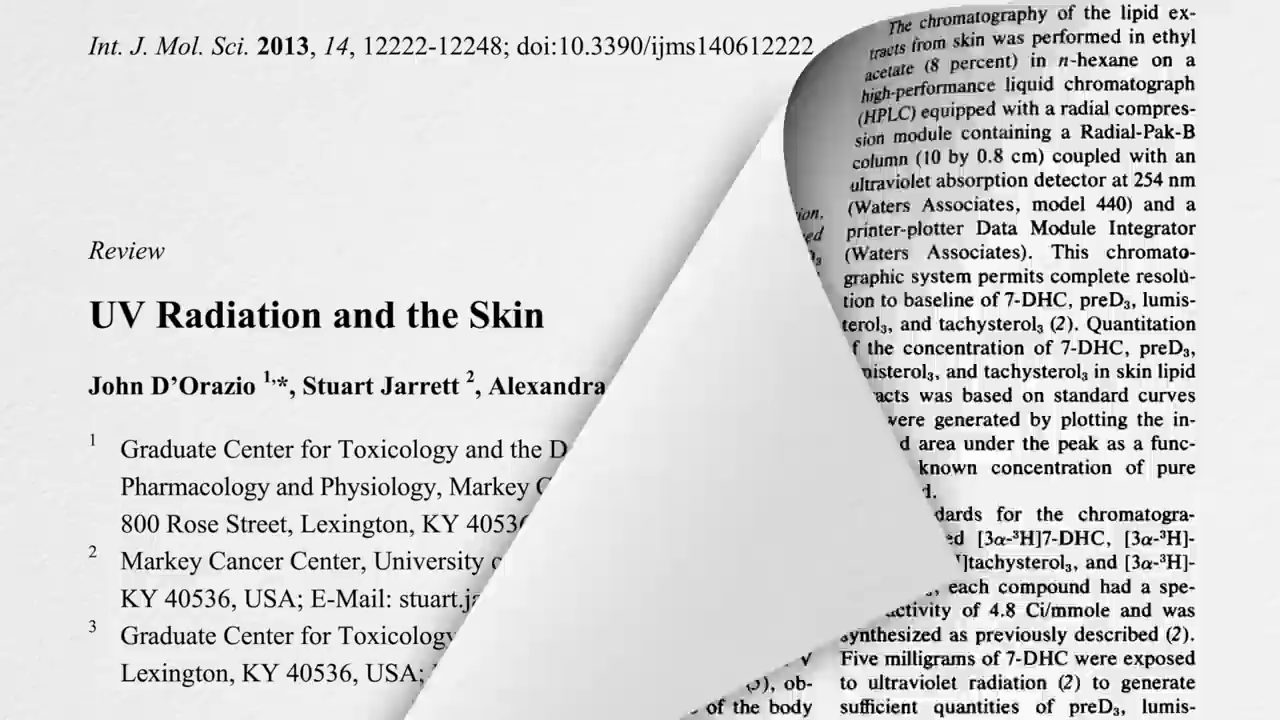 Int. J. Mol. Sci. 2013, 14, 12222-12248; doi:10.3390/ijms140612222
Review
UV Radiation and the Skin
John D’Orazio 1,*, Stuart Jarrett 2, Alexandra
1 Graduate Center for Toxicology and the
Pharmacology and Physiology, Markey
800 Rose Street, Lexington, KY 40536
2 Markey Cancer Center, University
KY 40536, USA; E-Mail:
3 Graduate Center for Toxicology
Lexington, KY 40536, USA;
ob-
of the body
The chromatography of the lipid ex-
tracts from skin was performed in ethyl
acetate (8 percent) in n-hexane on a
high-performance liquid chromatograph
(HPLC) equipped with a radial compres-
sion module containing a Radial-Pak-B
column (10 by 0.8 cm) coupled with an
ultraviolet absorption detector at 254 nm
(Waters Associates, model 440) and a
printer-plotter Data Module Integrator
(Waters Associates). This chromato-
graphic system permits complete resolu-
tion to baseline of 7-DHC, preD₃, lumis-
terol₃, and tachysterol₃ (2). Quantitation
the concentration of 7-DHC, preD₃,
and tachysterol₃ in skin lipid
was based on standard curves
were generated by plotting the in-
area under the peak as a func-
known concentration of pure
for the chromatogra-
[3α-³H]7-DHC, [3α-³H]-
tachysterol₃, and [3α-³H]-
each compound had a spe-
activity of 4.8 Ci/mmole and was
synthesized as previously described (2).
Five milligrams of 7-DHC were exposed
to ultraviolet radiation (2) to generate
sufficient quantities of preD₃, lumis-